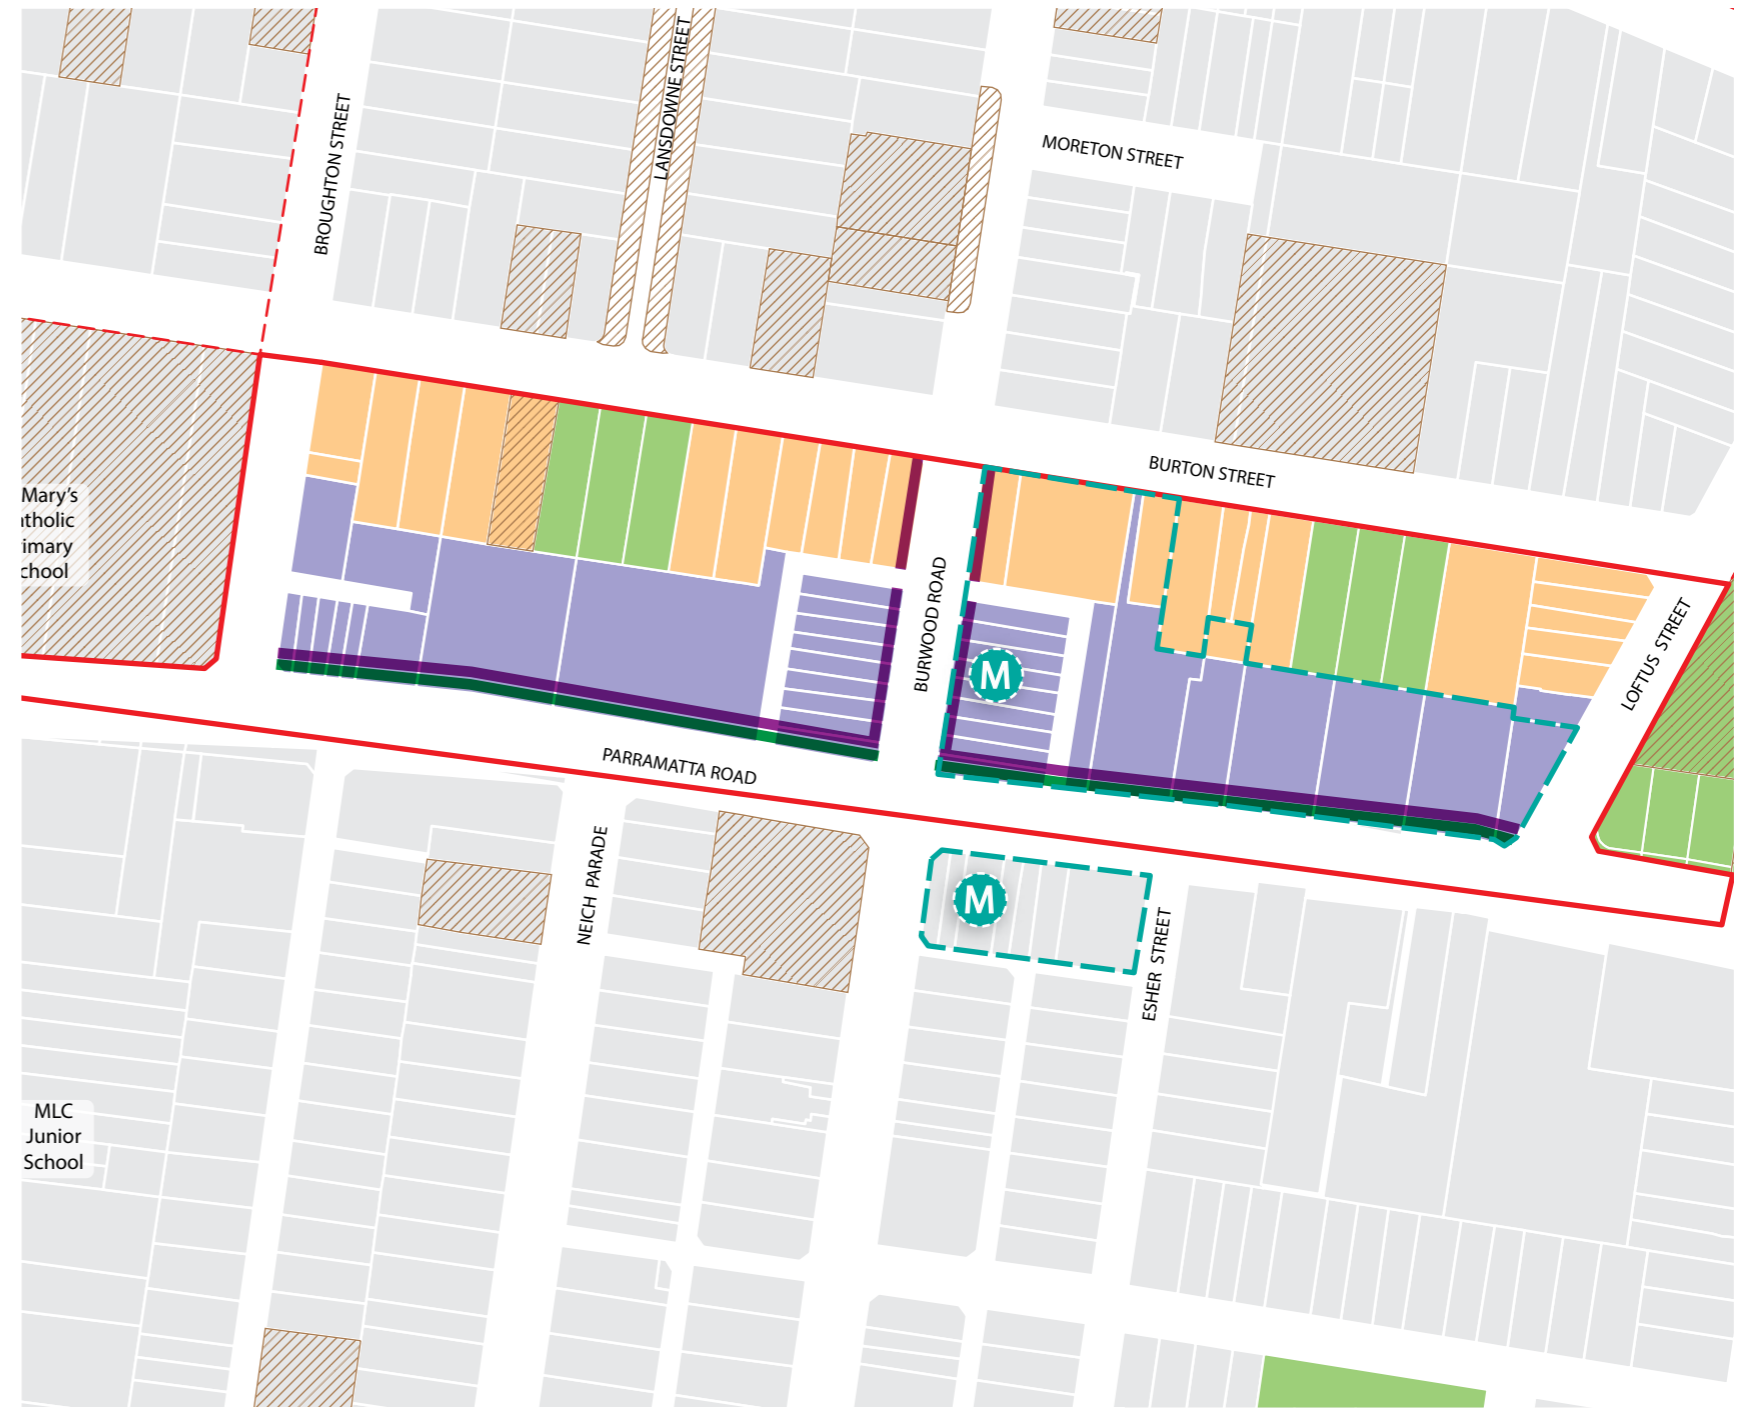 LANSDOWNE STREET
BROUGHTON STREET
MORETON STREET
BURTON STREET
Mary's
atholic
imary
chool
BURWOOD ROAD
M
LOFTUS STREET
PARRAMATTA ROAD
NEICH PARADE
M
ESHER STREET
MLC
Junior
School